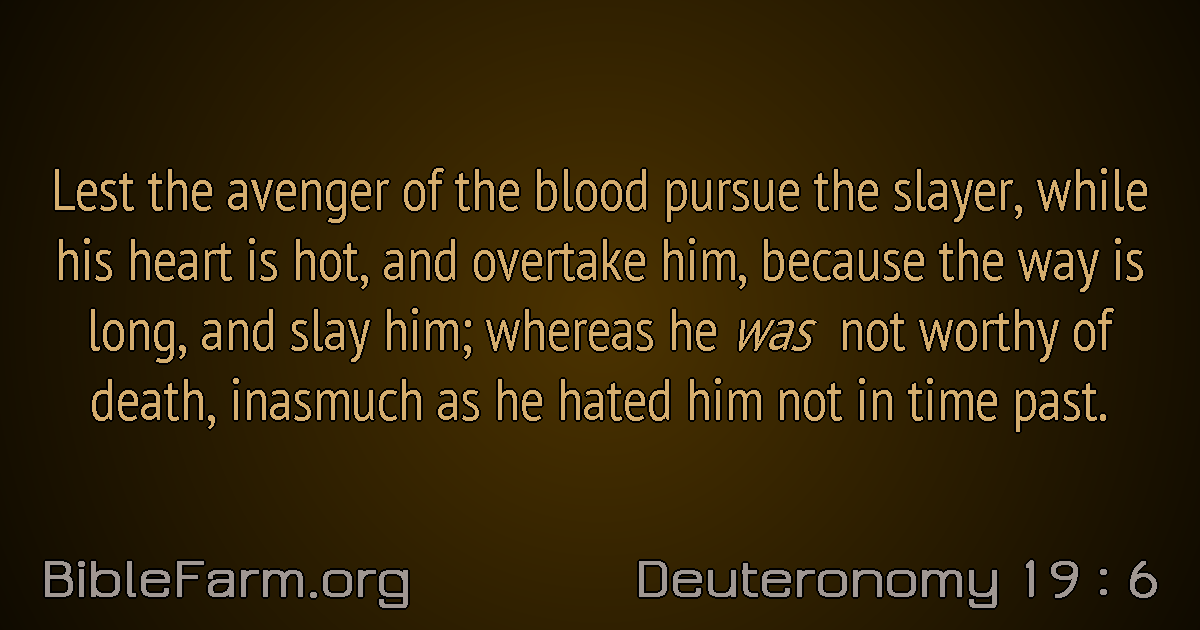 Lest the avenger of the blood pursue the slayer, while
his heart is hot, and overtake him, because the way is
long, and slay him; whereas he was not worthy of
death, inasmuch as he hated him not in time past.
BibleFarm.org
Deuteronomy 19 : 6